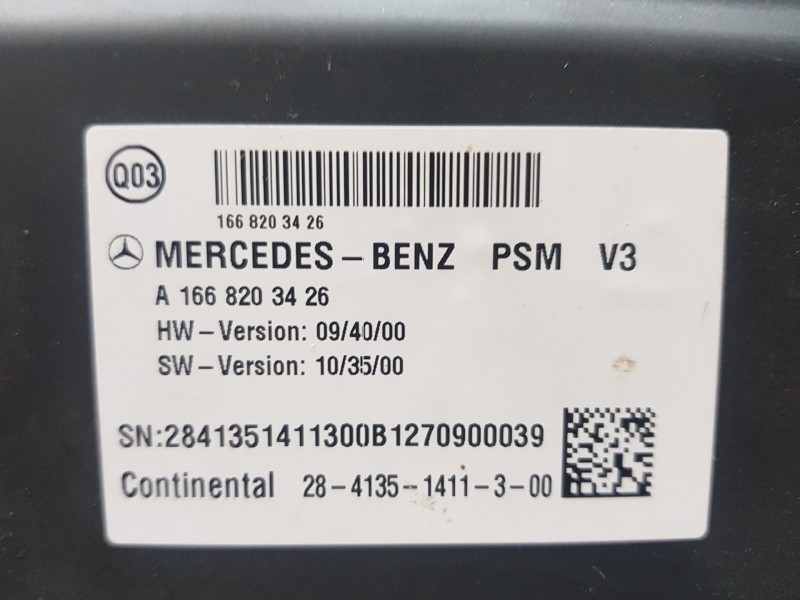 Q03
166 820 34 26
MERCEDES – BENZ PSM V3
A 166 820 34 26
HW – Version: 09/40/00
SW – Version: 10/35/00
SN:2841351411300B1270900039
Continental 28 – 4135 – 1411 – 3 – 00